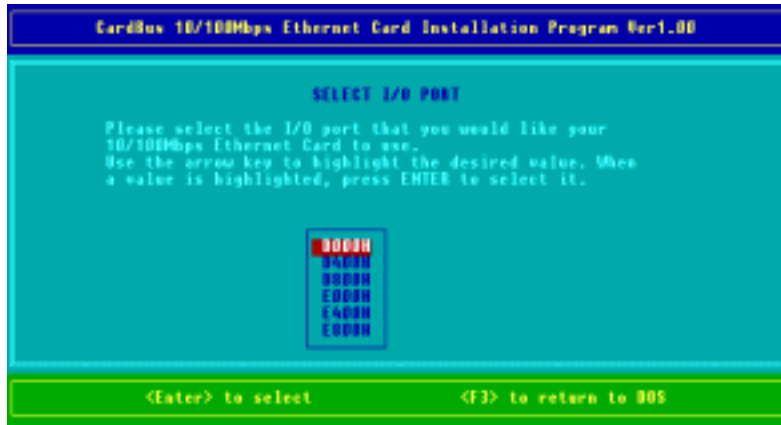 CardBus 10/100Mbps Ethernet Card Installation Program Ver1.00
SELECT I/O PORT
Please select the I/O port that you would like your
10/100Mbps Ethernet Card to use.
Use the arrow key to highlight the desired value. When
a value is highlighted, press ENTER to select it.
D000H
D400H
D800H
E000H
E400H
E800H
<Enter> to select <F3> to return to DOS